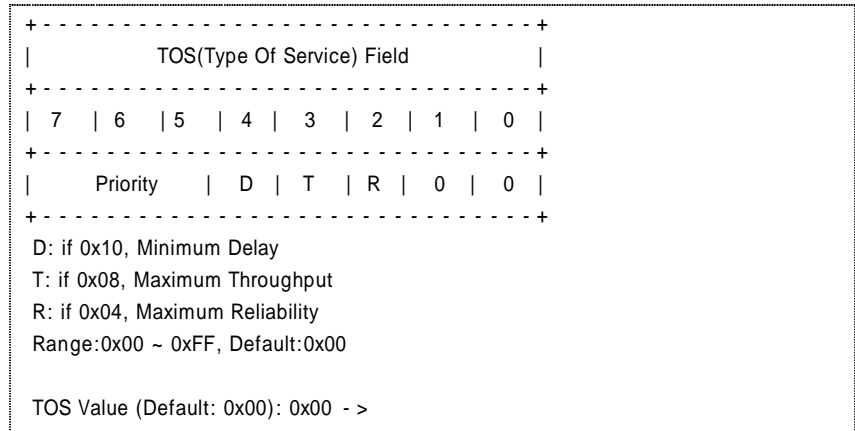 +- - - - - - - - - - - - - - - - - - - - - - - - - - - - - - - +
| TOS(Type Of Service) Field |
+- - - - - - - - - - - - - - - - - - - - - - - - - - - - - - - +
| 7 | 6 | 5 | 4 | 3 | 2 | 1 | 0 |
+- - - - - - - - - - - - - - - - - - - - - - - - - - - - - - - +
| Priority | D | T | R | 0 | 0 |
+- - - - - - - - - - - - - - - - - - - - - - - - - - - - - - - +
D: if 0x10, Minimum Delay
T: if 0x08, Maximum Throughput
R: if 0x04, Maximum Reliability
Range:0x00 ~ 0xFF, Default:0x00
TOS Value (Default: 0x00): 0x00 - >